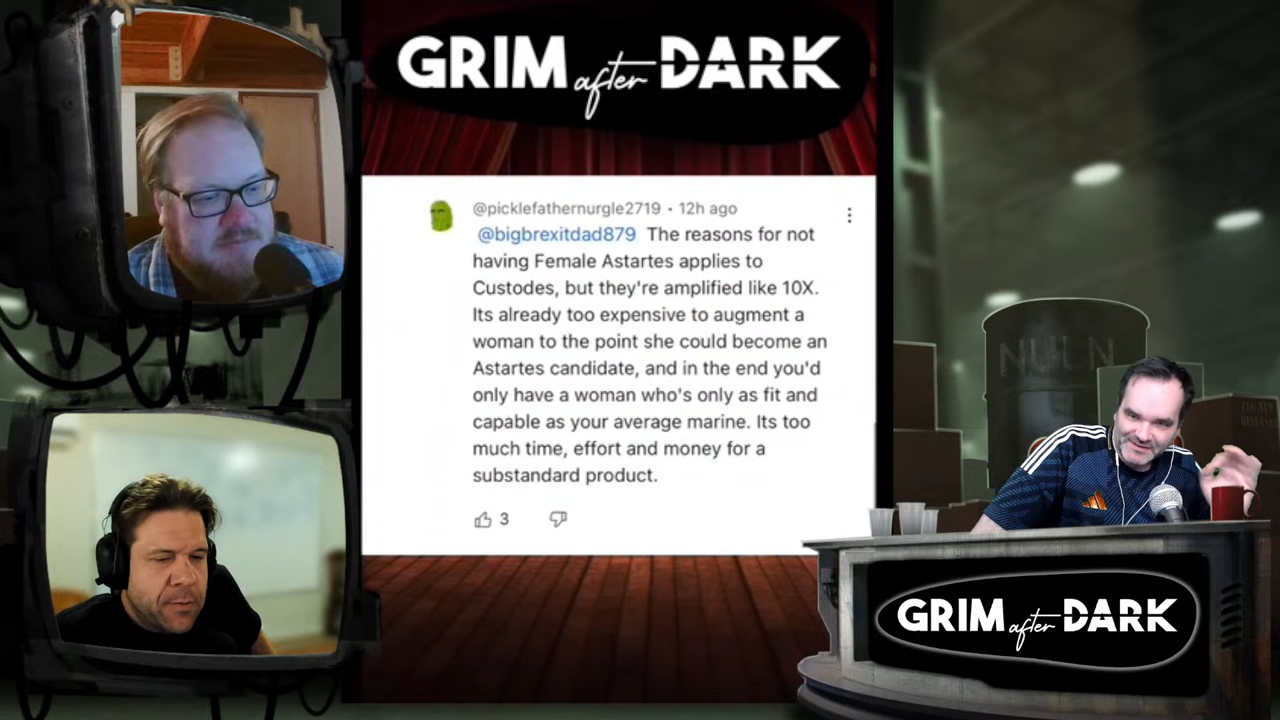 GRIM after DARK
@picklefathernurgle2719 • 12h ago
@bigbrexitdad879 The reasons for not
having Female Astartes applies to
Custodes, but they're amplified like 10X.
Its already too expensive to augment a
woman to the point she could become an
Astartes candidate, and in the end you'd
only have a woman who's only as fit and
capable as your average marine. Its too
much time, effort and money for a
substandard product.
3
NULN
GRIM after DARK